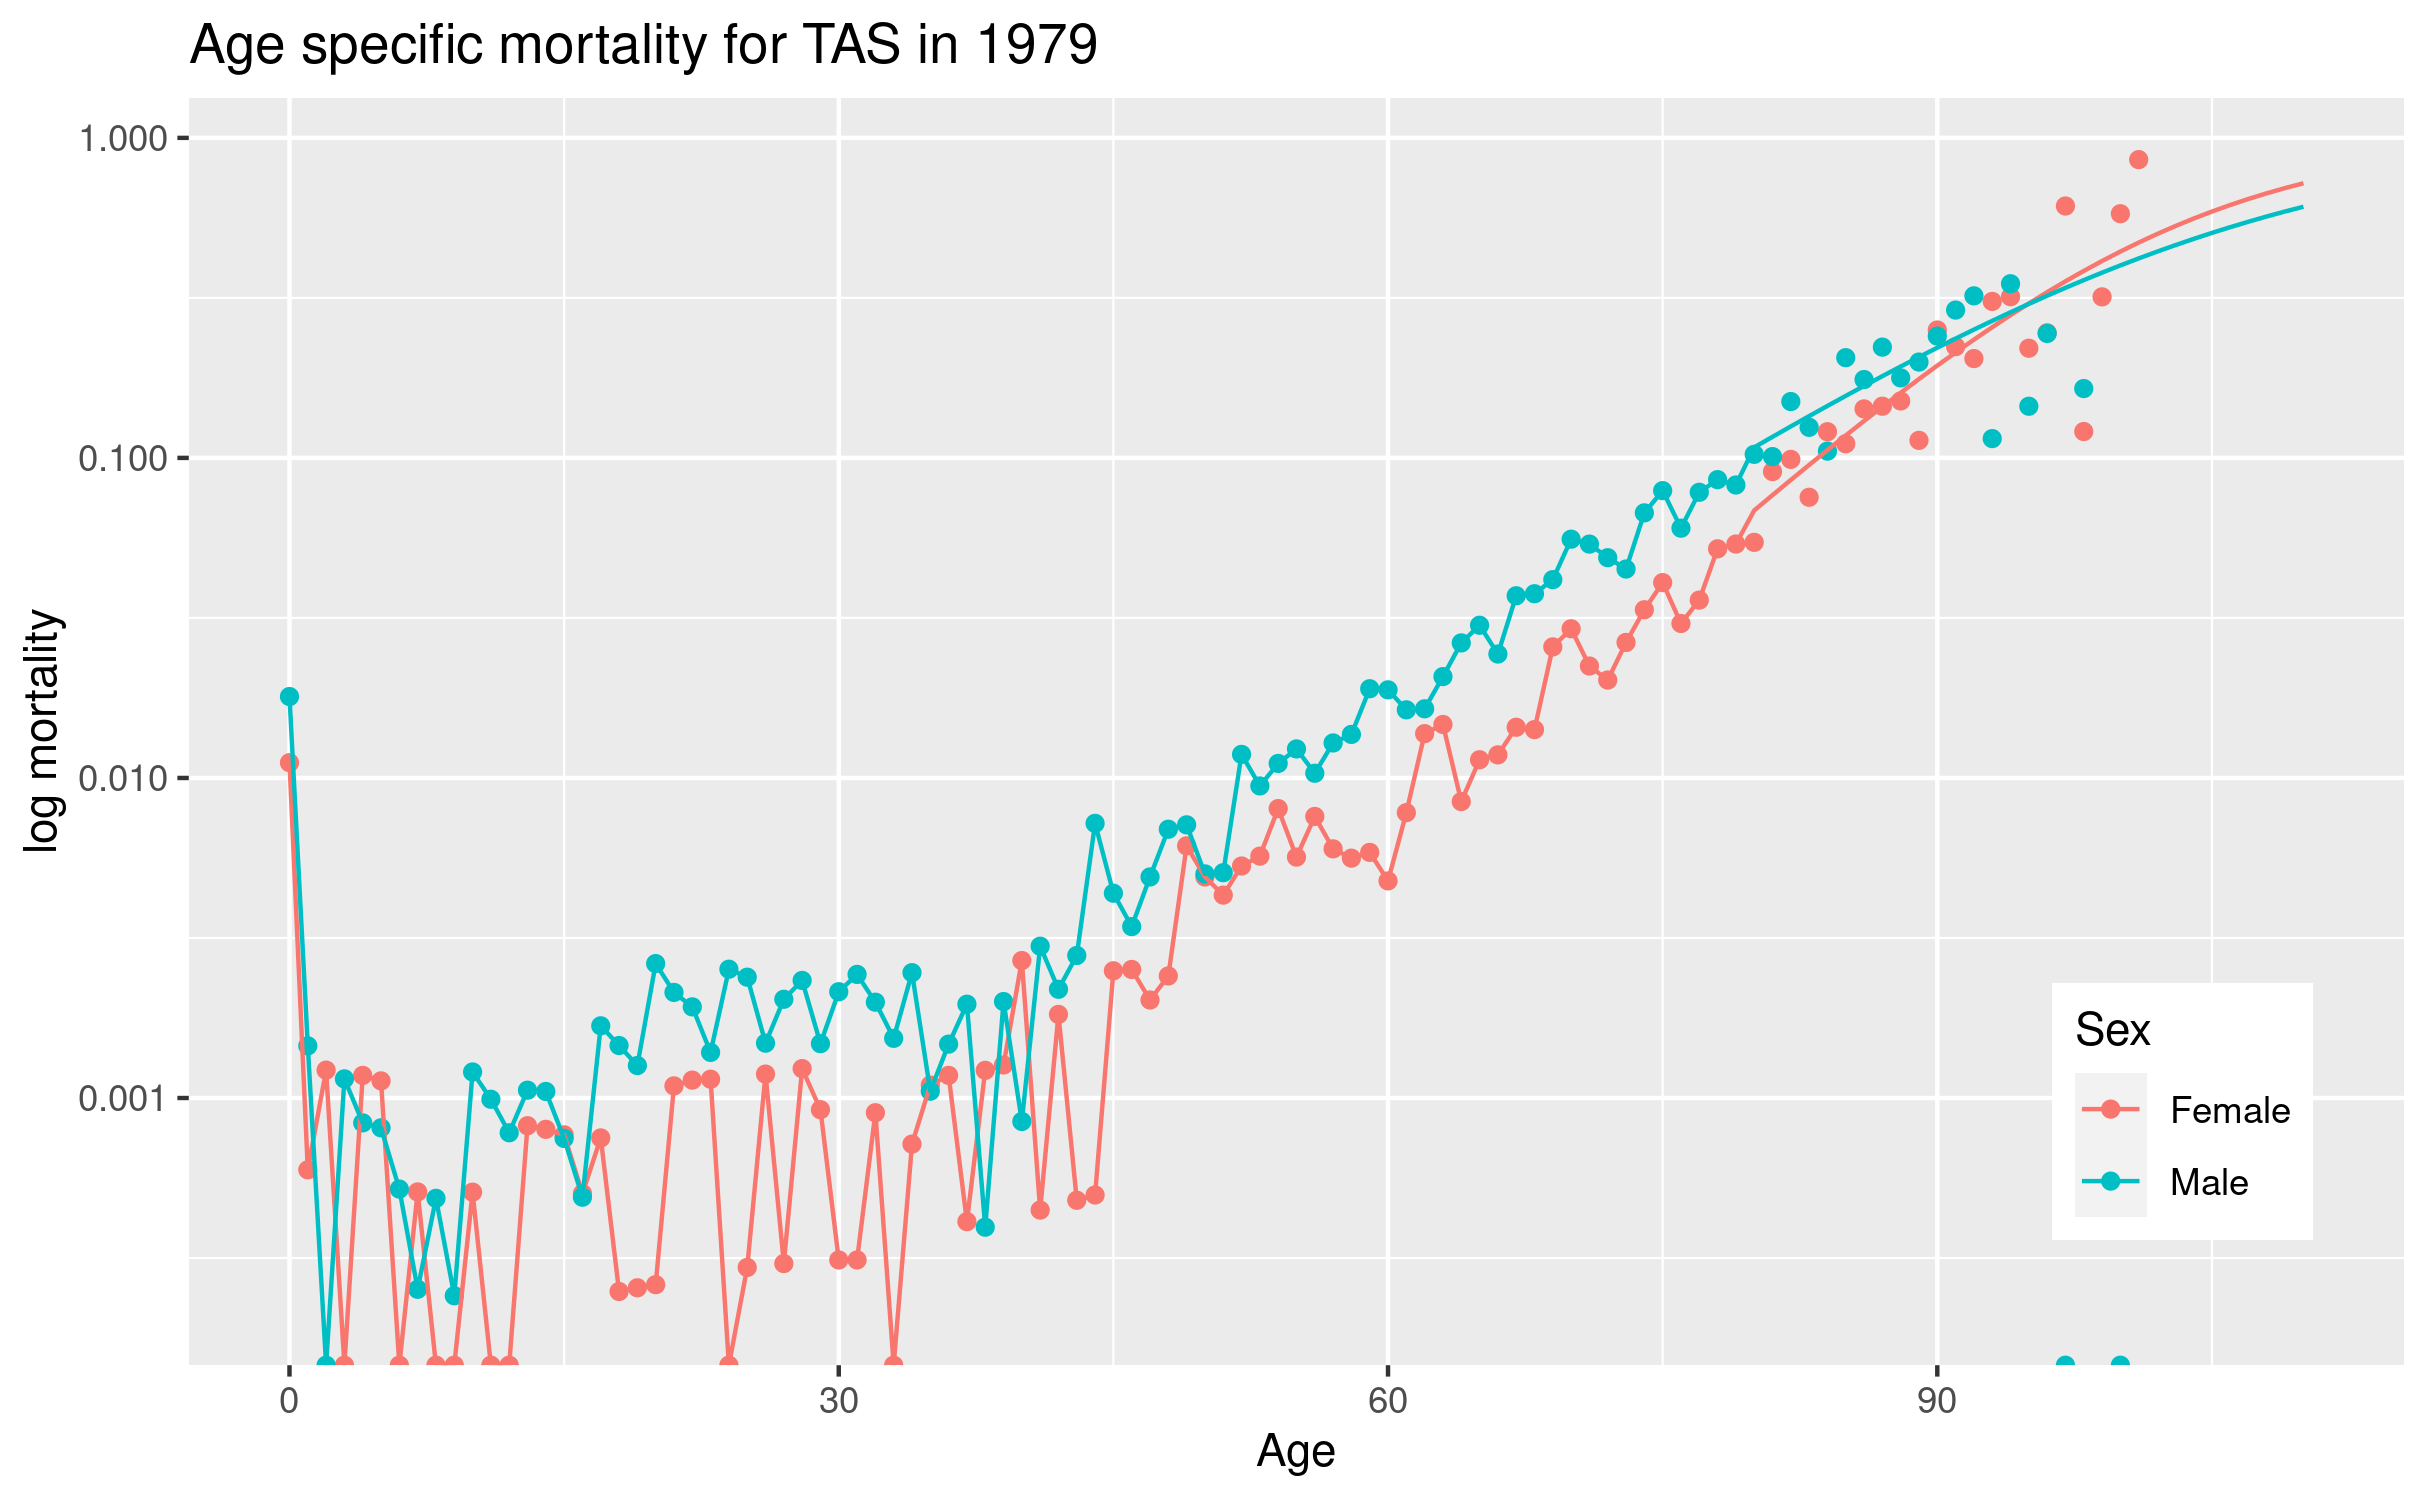 Age specific mortality for TAS in 1979
1.000
0.100
0.010
0.001
log mortality
0
30
60
90
Age
Sex
Female
Male